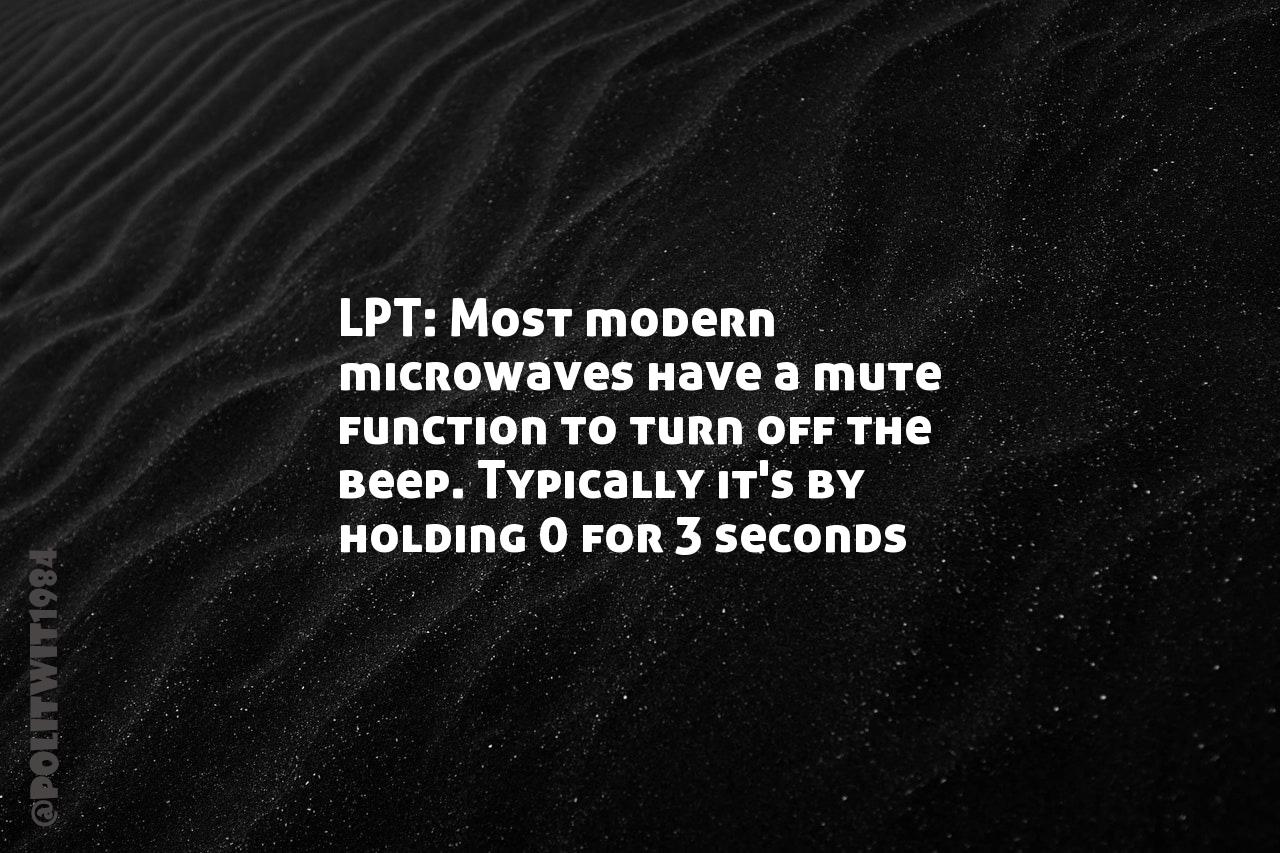 LPT: Most modern
microwaves have a mute
function to turn off the
beep. Typically it's by
holding 0 for 3 seconds
@POLITWIT1984